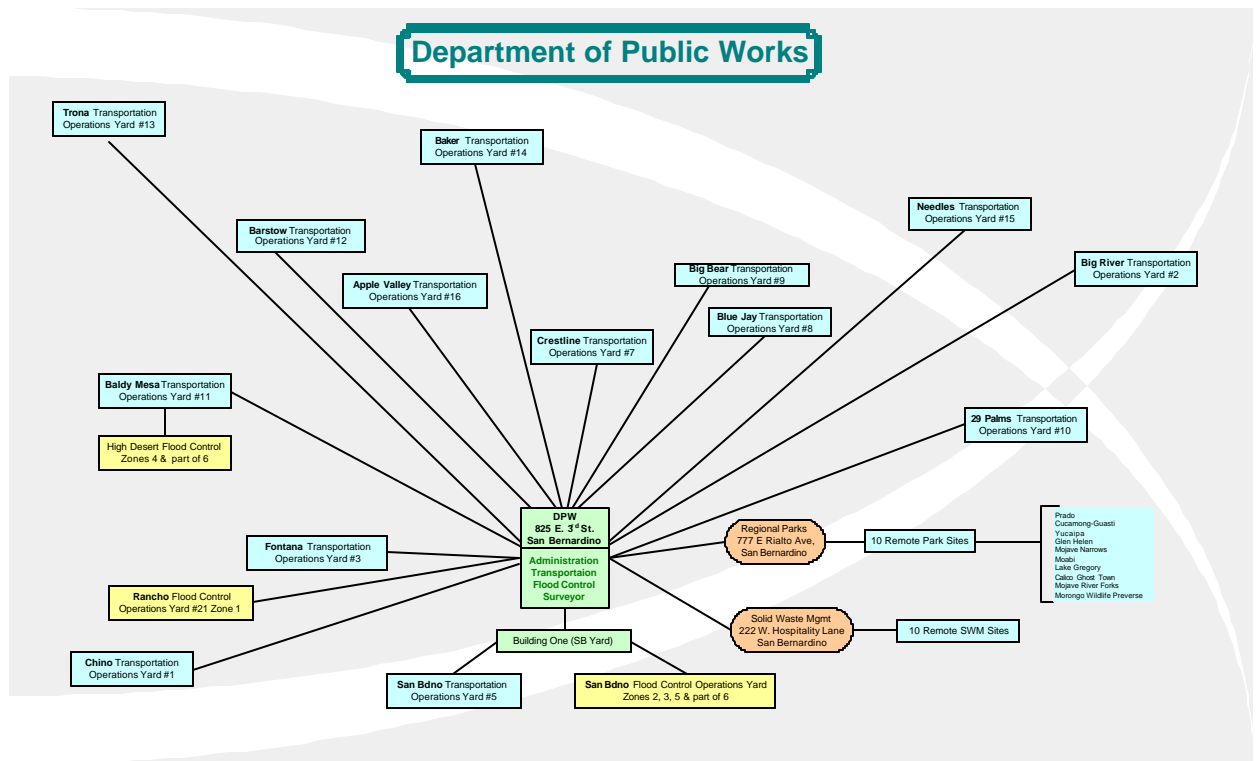 Department of Public Works
Trona Transportation
Operations Yard #13
Baker Transportation
Operations Yard #14
Needles Transportation
Operations Yard #15
Barstow Transportation
Operations Yard #12
Big River Transportation
Operations Yard #2
Big Bear Transportation
Operations Yard #9
Apple Valley Transportation
Operations Yard #16
Blue Jay Transportation
Operations Yard #8
Crestline Transportation
Operations Yard #7
Baldy Mesa Transportation
Operations Yard #11
29 Palms Transportation
Operations Yard #10
High Desert Flood Control
Zones 4 & part of 6
DPW
825 E. 3rd St.
San Bernardino
Administration
Transportaion
Flood Control
Surveyor
Regional Parks
777 E Rialto Ave,
San Bernardino
10 Remote Park Sites
Prado
Cucamong-Guasti
Yucaipa
Glen Helen
Mojave Narrows
Moabi
Lake Gregory
Calico Ghost Town
Mojave River Forks
Morongo Wildlife Preverse
Fontana Transportation
Operations Yard #3
Rancho Flood Control
Operations Yard #21 Zone 1
Solid Waste Mgmt
222 W. Hospitality Lane
San Bernardino
10 Remote SWM Sites
Building One (SB Yard)
Chino Transportation
Operations Yard #1
San Bdno Transportation
Operations Yard #5
San Bdno Flood Control Operations Yard
Zones 2, 3, 5 & part of 6